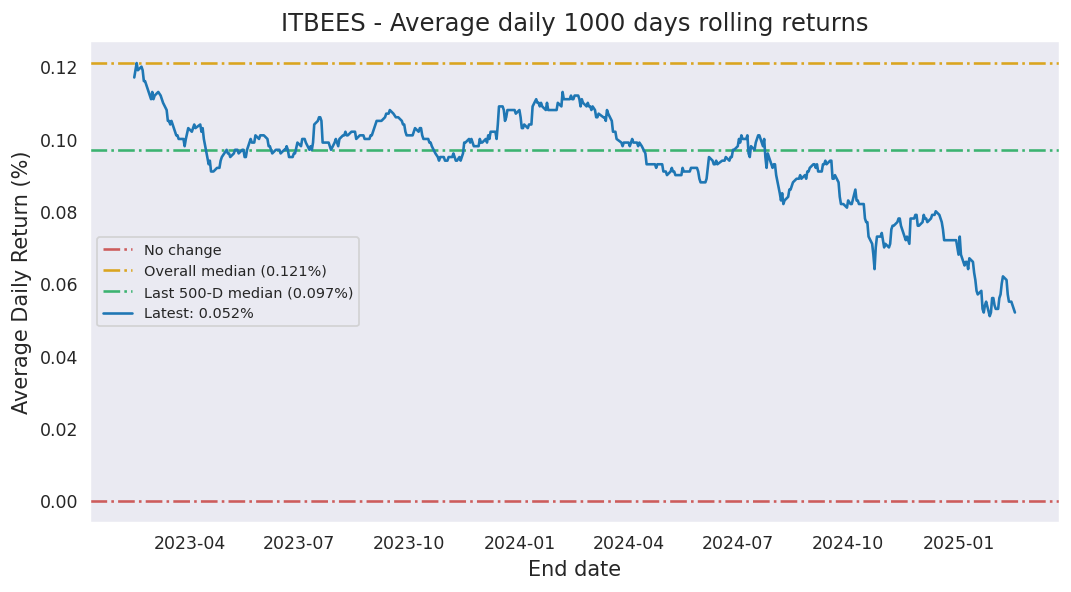 ITBEES - Average daily 1000 days rolling returns
Average Daily Return (%)
0.12
0.10
0.08
0.06
0.04
0.02
0.00
No change
Overall median (0.121%)
Last 500-D median (0.097%)
Latest: 0.052%
2023-04 2023-07 2023-10 2024-01 2024-04 2024-07 2024-10 2025-01
End date